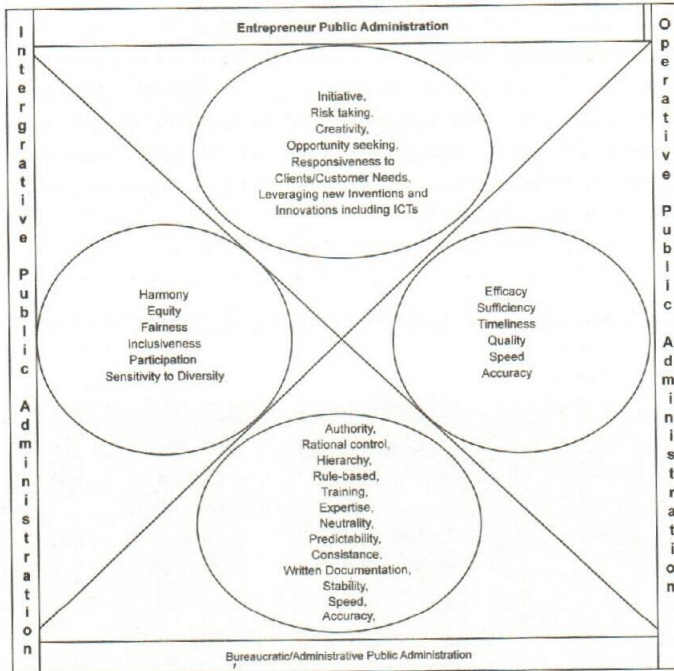 Entrepreneur Public Administration
Intergrative Public Administration
Operative Public Administration
Initiative,
Risk taking,
Creativity,
Opportunity seeking,
Responsiveness to
Clients/Customer Needs,
Leveraging new Inventions and
Innovations including ICTs
Harmony
Equity
Fairness
Inclusiveness
Participation
Sensitivity to Diversity
Efficacy
Sufficiency
Timeliness
Quality
Speed
Accuracy
Authority,
Rational control,
Hierarchy,
Rule-based,
Training,
Expertise,
Neutrality,
Predictability,
Consistance,
Written Documentation,
Stability,
Speed,
Accuracy,
Bureaucratic/Administrative Public Administration